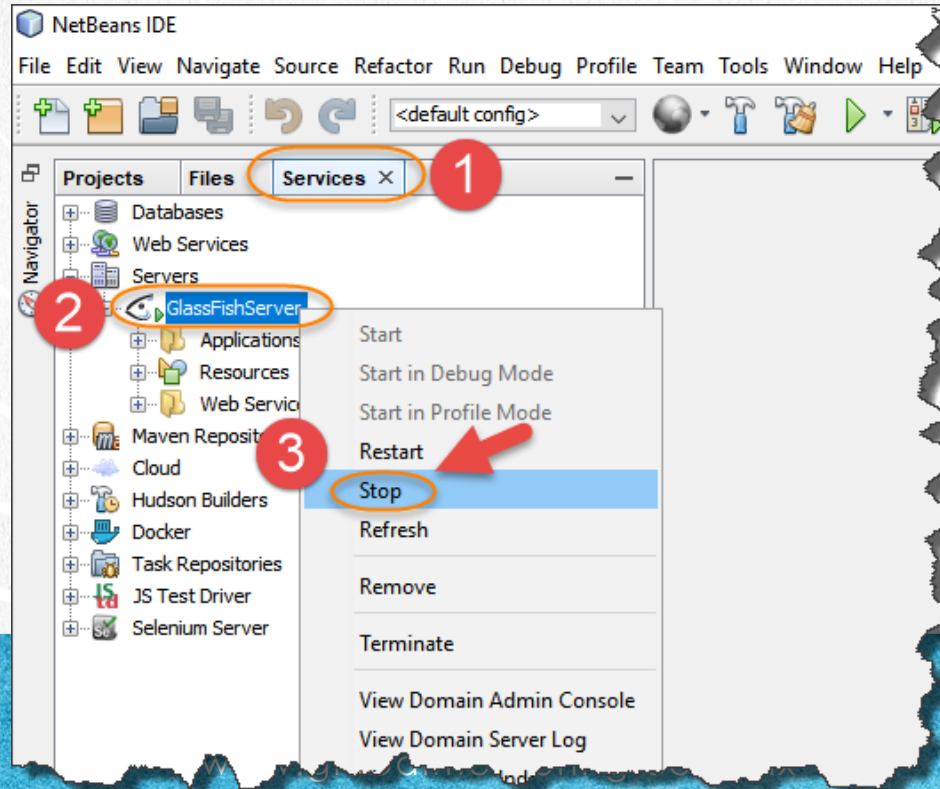 NetBeans IDE
File Edit View Navigate Source Refactor Run Debug Profile Team Tools Window Help
<default config>
Projects Files Services 1
Navigator
Databases
Web Services
Servers
2 GlassFishServer
Applications
Resources
Web Servic
Maven Reposit
Cloud
Hudson Builders
Docker
Task Repositories
JS Test Driver
Selenium Server
Start
Start in Debug Mode
Start in Profile Mode
Restart
3 Stop
Refresh
Remove
Terminate
View Domain Admin Console
View Domain Server Log